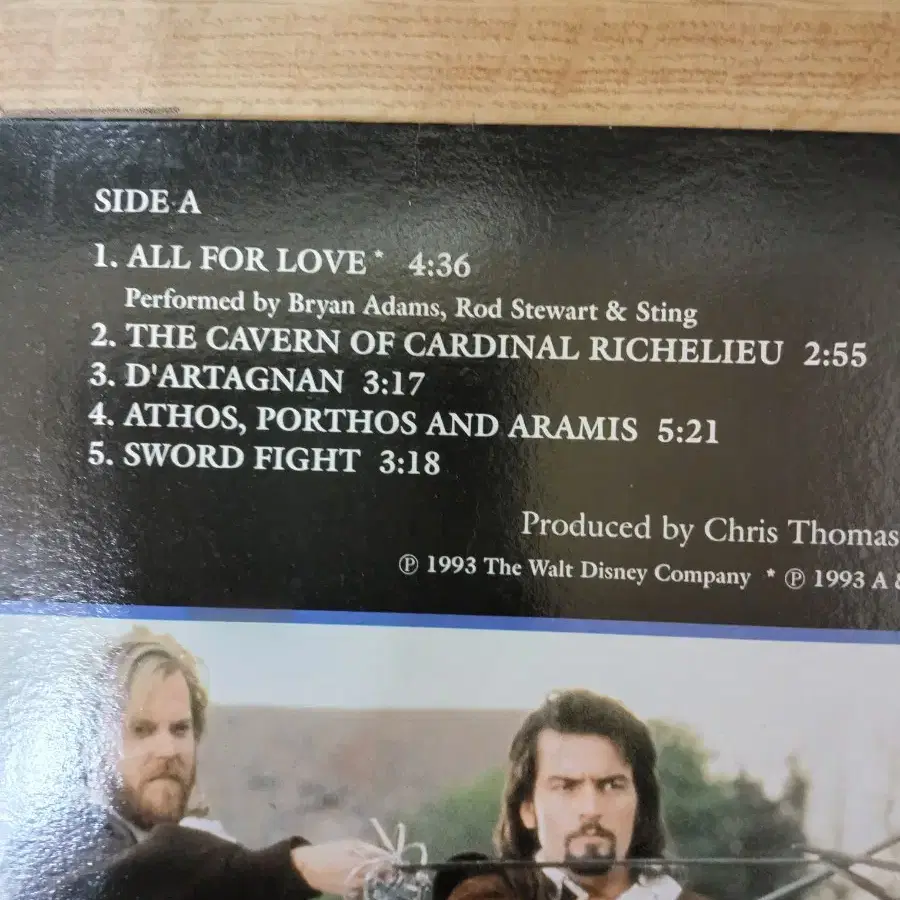 SIDE A
1. ALL FOR LOVE * 4:36
Performed by Bryan Adams, Rod Stewart & Sting
2. THE CAVERN OF CARDINAL RICHELIEU 2:55
3. D'ARTAGNAN 3:17
4. ATHOS, PORTHOS AND ARAMIS 5:21
5. SWORD FIGHT 3:18
Produced by Chris Thomas
℗ 1993 The Walt Disney Company * ℗ 1993 A &